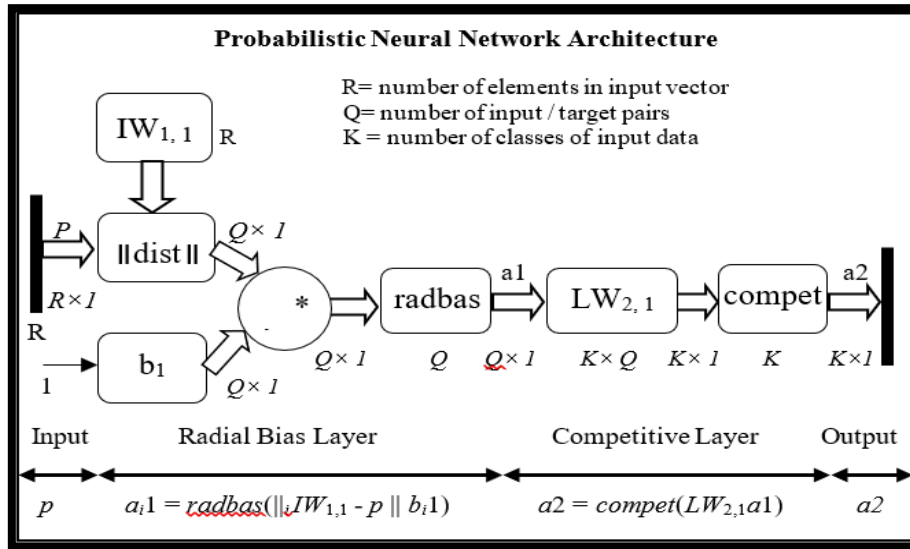 Probabilistic Neural Network Architecture
R= number of elements in input vector
Q= number of input / target pairs
K = number of classes of input data
IW1, 1
R
P
Q× 1
||dist||
R×1
R
*
radbas
a1
LW2, 1
compet
a2
Q× 1
Q
Q× 1
K× Q
K× 1
K
K×1
1
b1
Q× 1
Input
Radial Bias Layer
Competitive Layer
Output
p
ai1 = radbas(||iIW1,1 - p || bi1)
a2 = compet(LW2,1a1)
a2